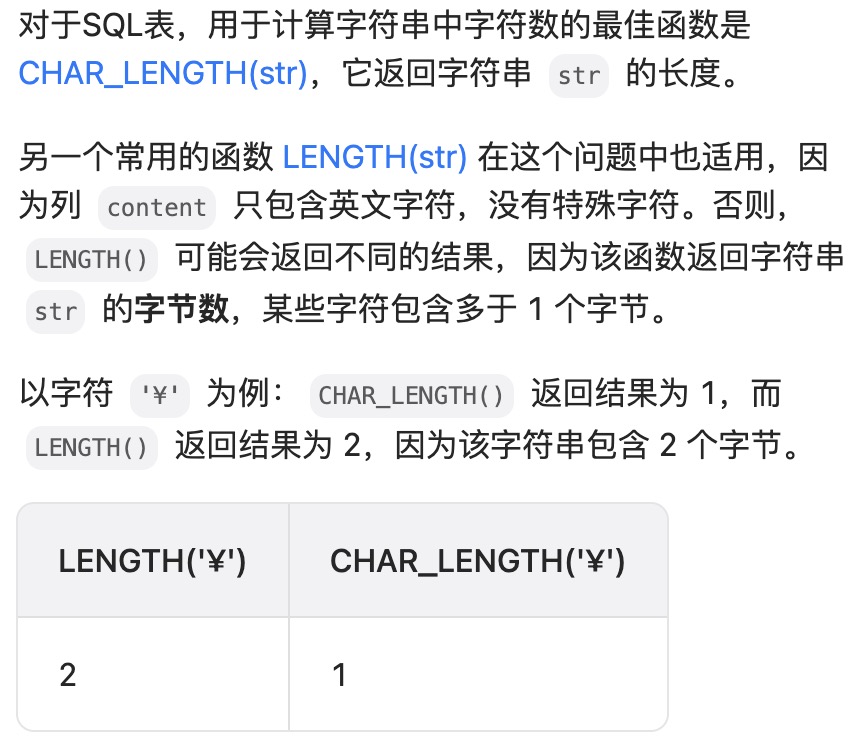 对于SQL表，用于计算字符串中字符数的最佳函数是
CHAR_LENGTH(str)，它返回字符串 str 的长度。
另一个常用的函数 LENGTH(str) 在这个问题中也适用，因
为列 content 只包含英文字符，没有特殊字符。否则，
LENGTH() 可能会返回不同的结果，因为该函数返回字符串
str 的字节数，某些字符包含多于 1 个字节。
以字符 '¥' 为例： CHAR_LENGTH() 返回结果为 1，而
LENGTH() 返回结果为 2，因为该字符串包含 2 个字节。
LENGTH('¥') CHAR_LENGTH('¥')
2 1